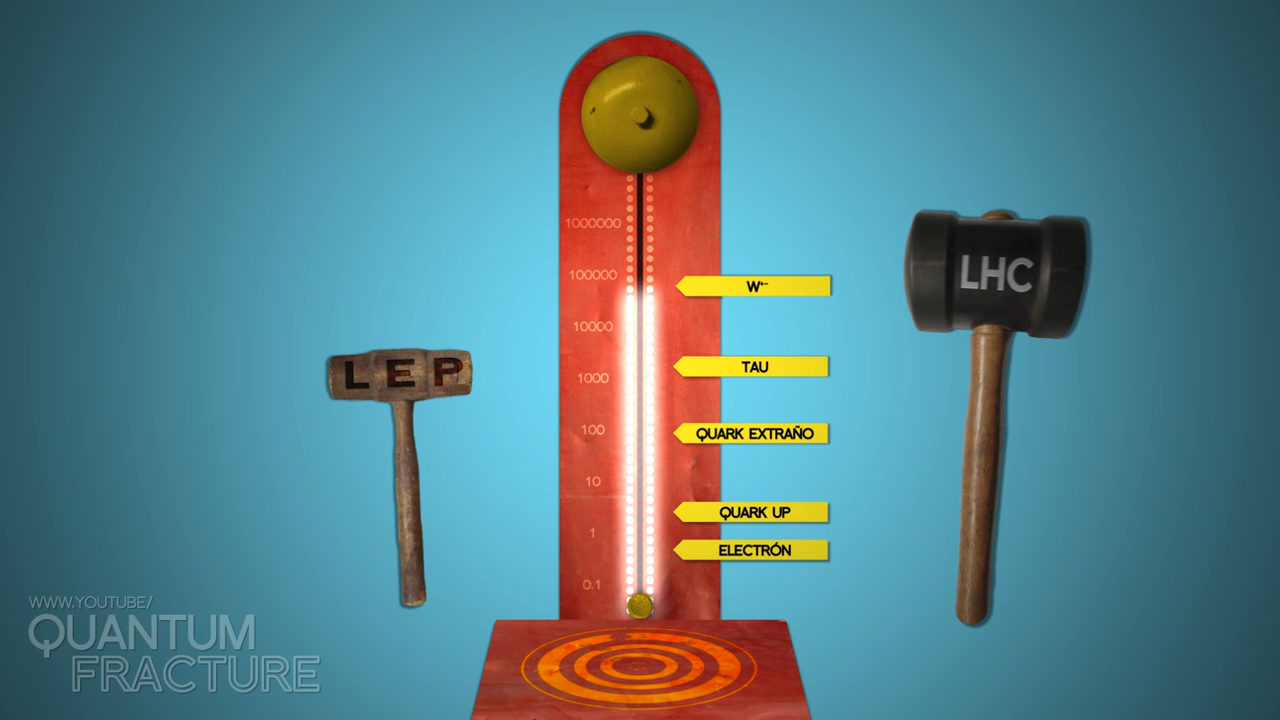 1000000
100000
W+-
10000
TAU
1000
QUARK EXTRAÑO
100
10
QUARK UP
1
ELECTRÓN
0.1
LEP
LHC
WWW.YOUTUBE/
QUANTUM
FRACTURE